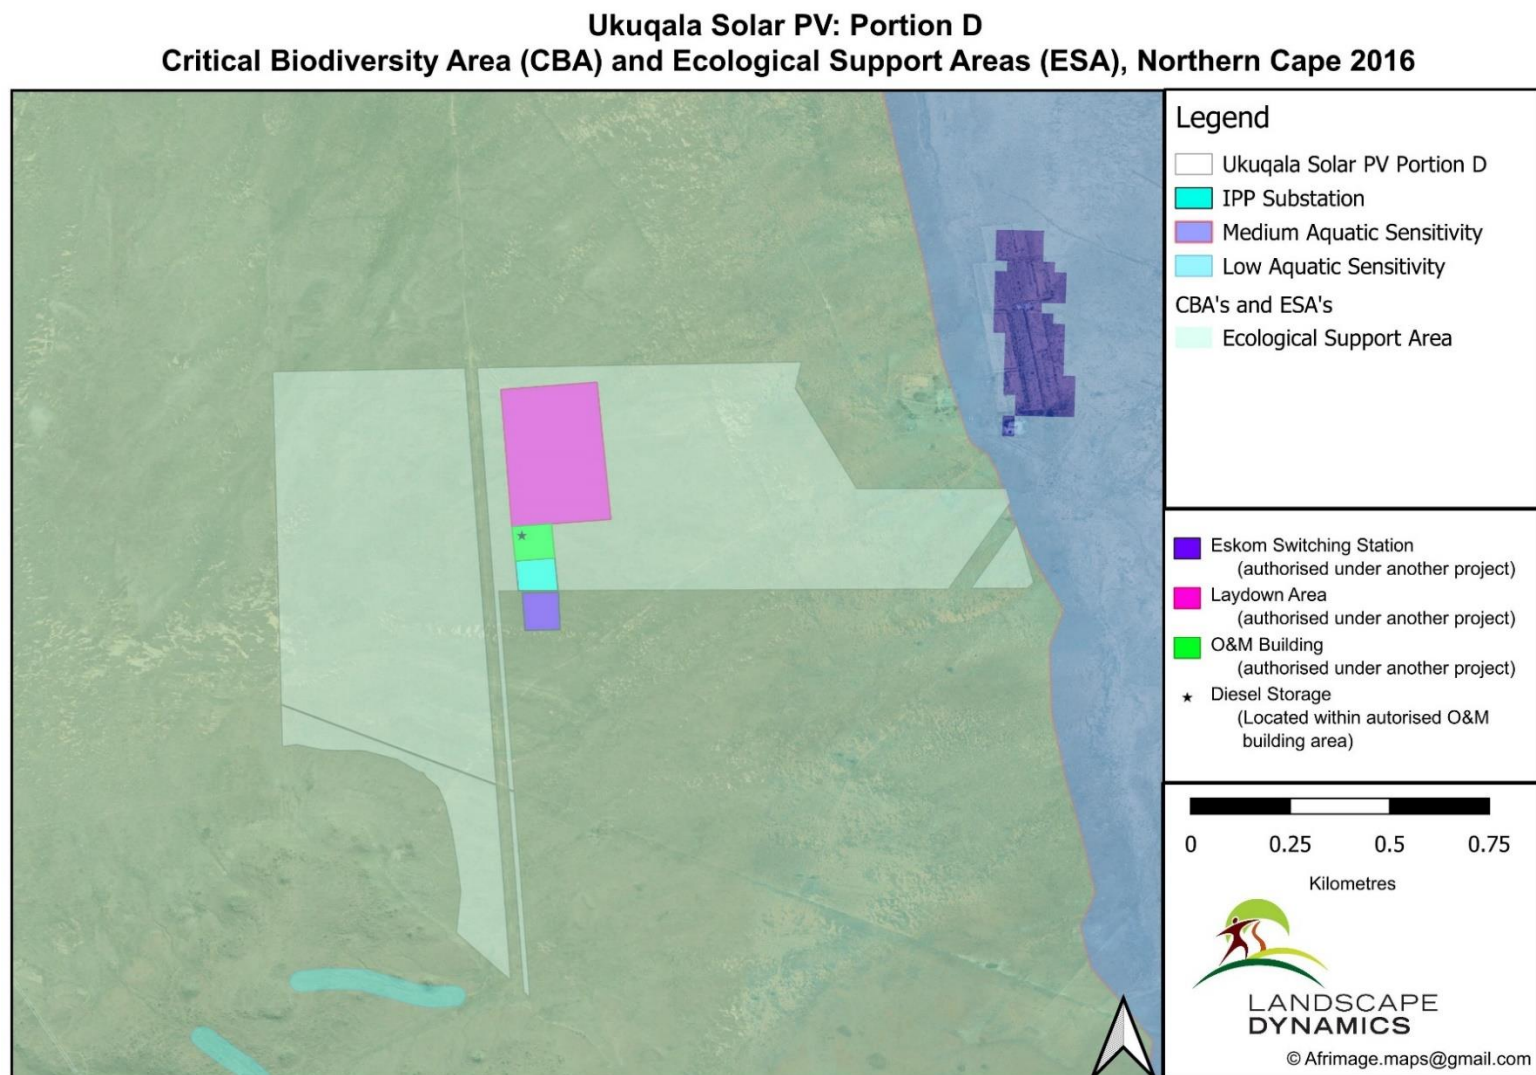 Ukuqala Solar PV: Portion D
Critical Biodiversity Area (CBA) and Ecological Support Areas (ESA), Northern Cape 2016
Legend
Ukuqala Solar PV Portion D
IPP Substation
Medium Aquatic Sensitivity
Low Aquatic Sensitivity
CBA's and ESA's
Ecological Support Area
Eskom Switching Station
(authorised under another project)
Laydown Area
(authorised under another project)
O&M Building
(authorised under another project)
Diesel Storage
(Located within autorised O&M
building area)
0 0.25 0.5 0.75
Kilometres
LANDSCAPE
DYNAMICS
© Afrimage.maps@gmail.com